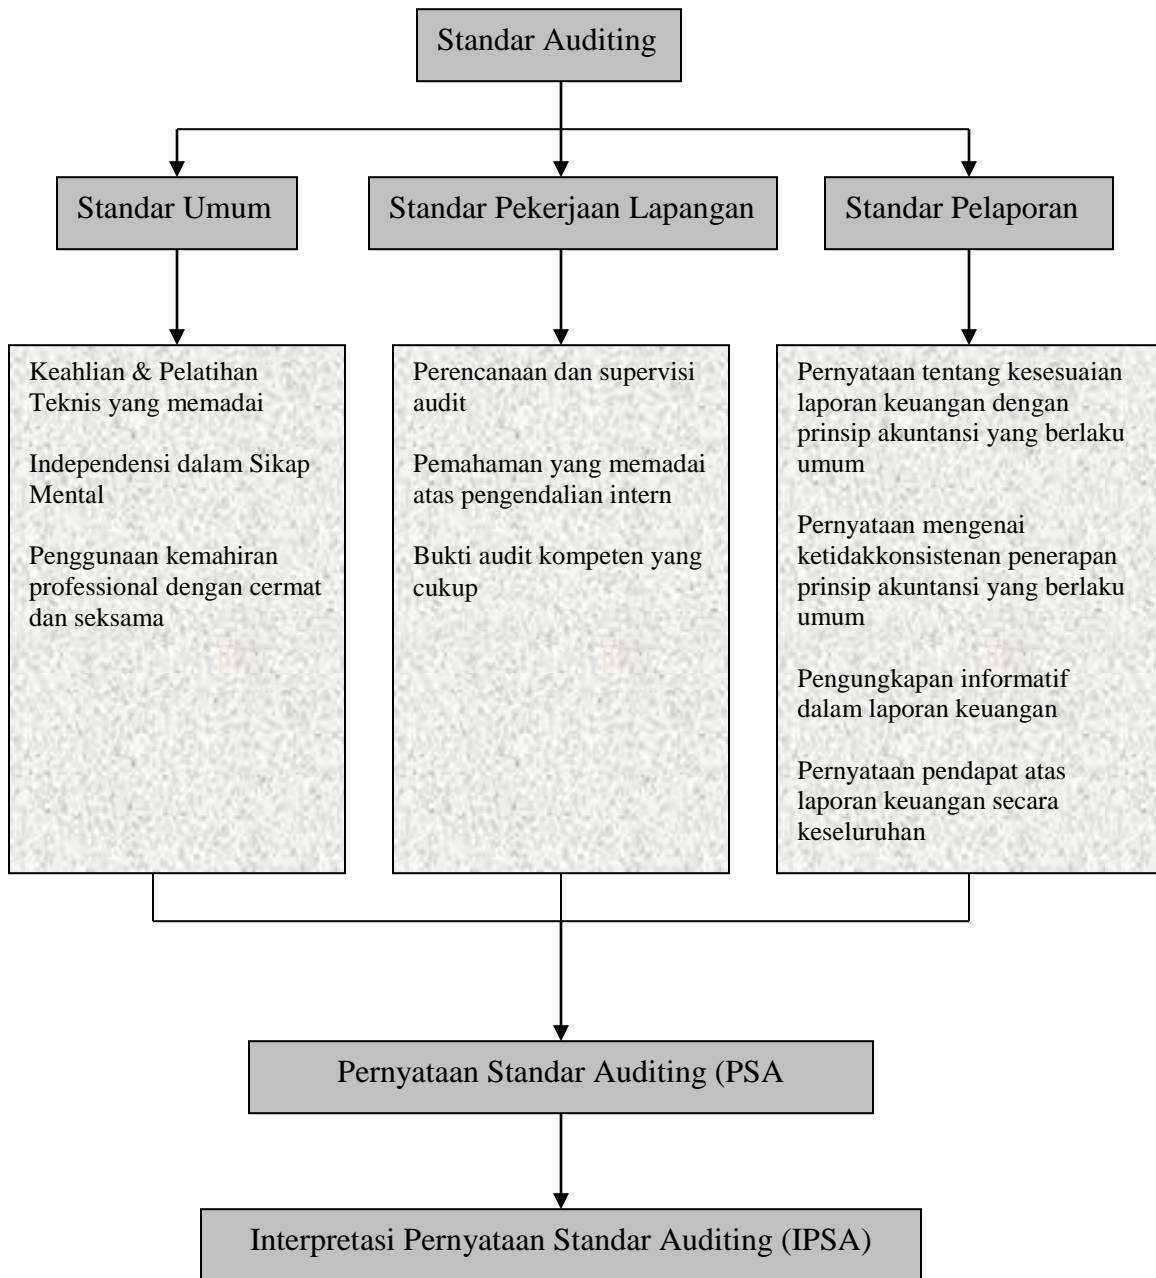 Standar Auditing
Standar Umum
Standar Pekerjaan Lapangan
Standar Pelaporan
Keahlian & Pelatihan
Teknis yang memadai
Independensi dalam Sikap
Mental
Penggunaan kemahiran
professional dengan cermat
dan seksama
Perencanaan dan supervisi
audit
Pemahaman yang memadai
atas pengendalian intern
Bukti audit kompeten yang
cukup
Pernyataan tentang kesesuaian
laporan keuangan dengan
prinsip akuntansi yang berlaku
umum
Pernyataan mengenai
ketidakkonsistenan penerapan
prinsip akuntansi yang berlaku
umum
Pengungkapan informatif
dalam laporan keuangan
Pernyataan pendapat atas
laporan keuangan secara
keseluruhan
Pernyataan Standar Auditing (PSA
Interpretasi Pernyataan Standar Auditing (IPSA)